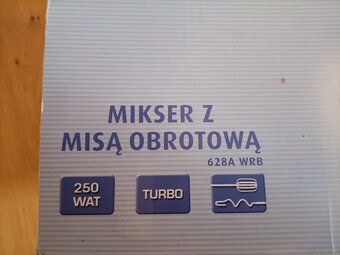 MIKSER Z
MISĄ OBROTOWĄ
628A WRB
250
WAT
TURBO